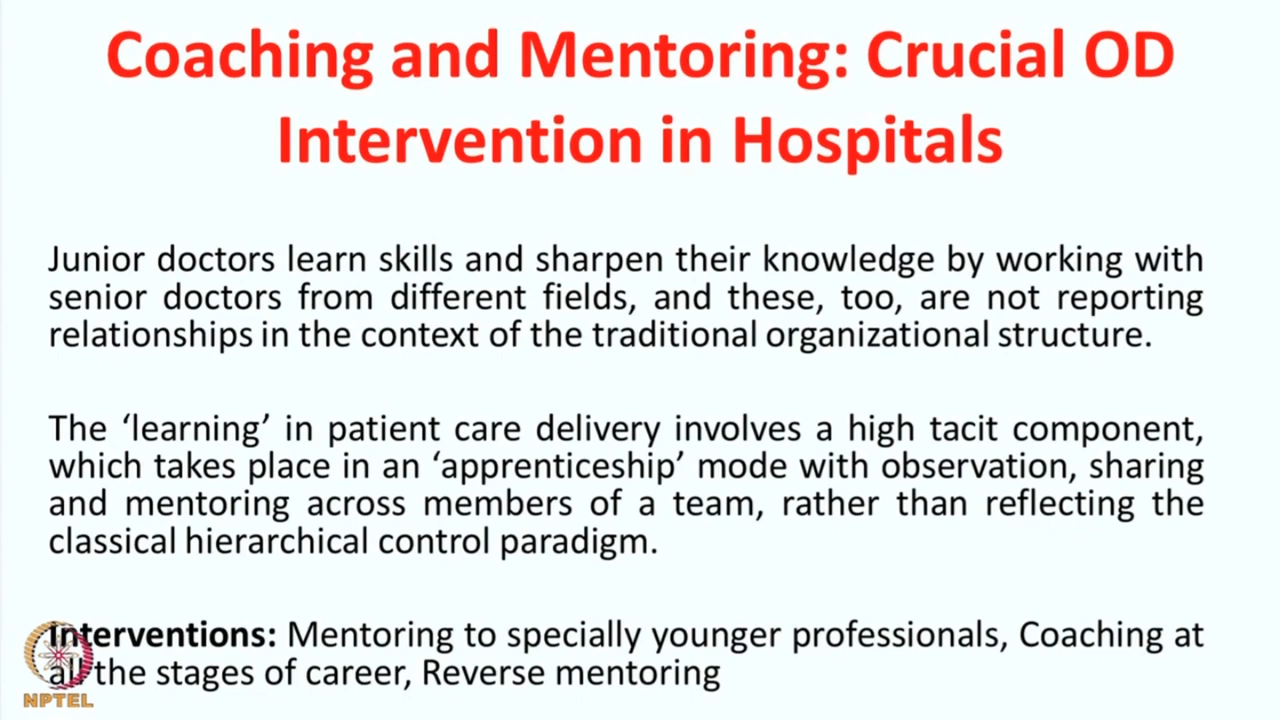 Coaching and Mentoring: Crucial OD
Intervention in Hospitals
Junior doctors learn skills and sharpen their knowledge by working with
senior doctors from different fields, and these, too, are not reporting
relationships in the context of the traditional organizational structure.
The ‘learning’ in patient care delivery involves a high tacit component,
which takes place in an ‘apprenticeship’ mode with observation, sharing
and mentoring across members of a team, rather than reflecting the
classical hierarchical control paradigm.
Interventions: Mentoring to specially younger professionals, Coaching at
all the stages of career, Reverse mentoring
NPTEL